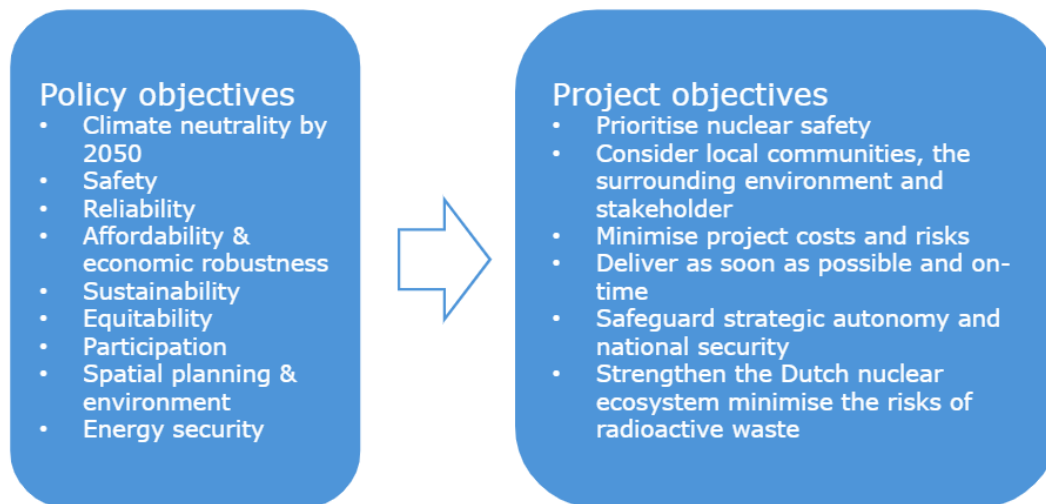 Policy objectives
• Climate neutrality by
2050
• Safety
• Reliability
• Affordability &
economic robustness
• Sustainability
• Equitability
• Participation
• Spatial planning &
environment
• Energy security
Project objectives
• Prioritise nuclear safety
• Consider local communities, the
surrounding environment and
stakeholder
• Minimise project costs and risks
• Deliver as soon as possible and on-
time
• Safeguard strategic autonomy and
national security
• Strengthen the Dutch nuclear
ecosystem minimise the risks of
radioactive waste